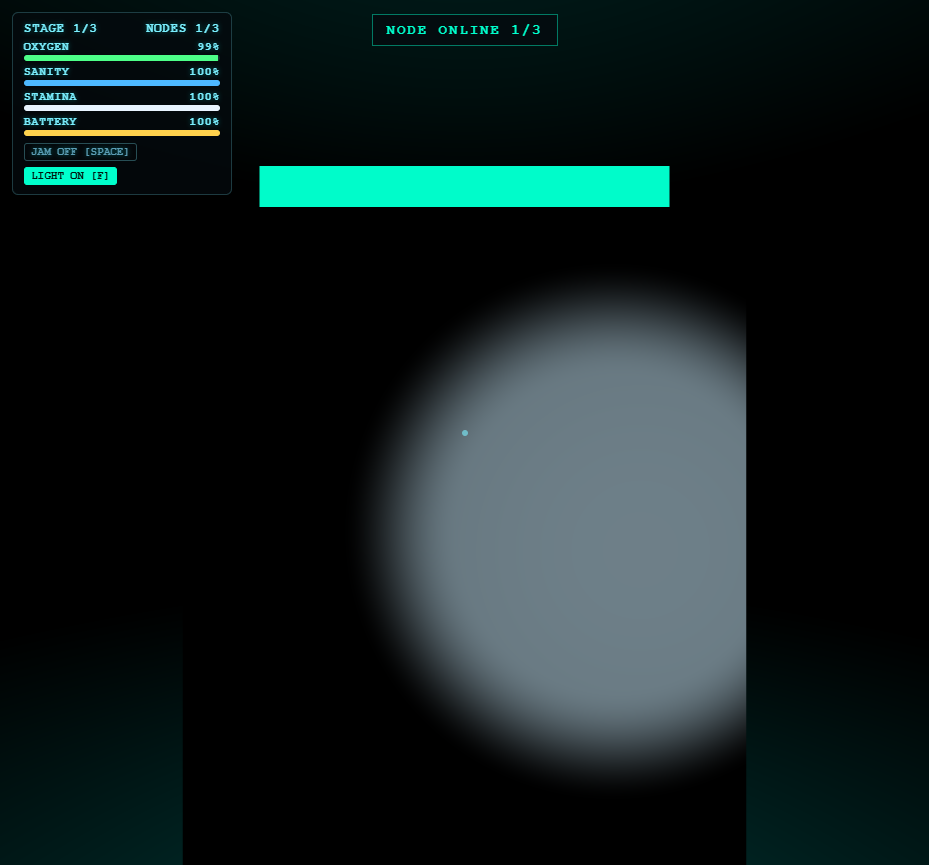 STAGE 1/3 NODES 1/3
OXYGEN 99%
SANITY 100%
STAMINA 100%
BATTERY 100%
JAM OFF [SPACE]
LIGHT ON [F]
NODE ONLINE 1/3